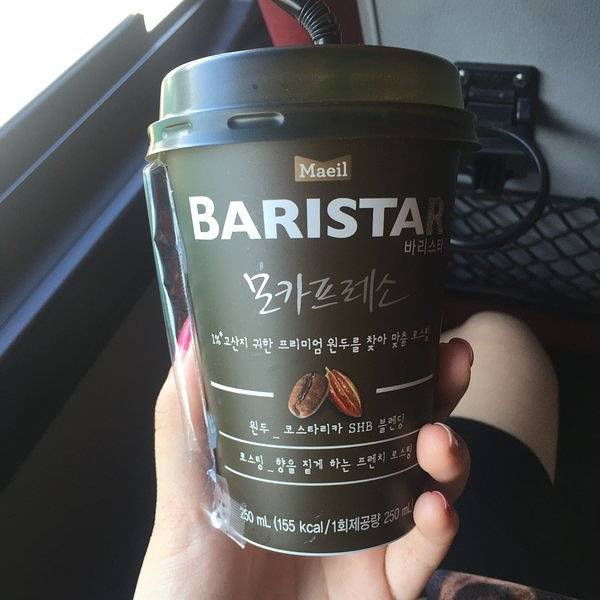 Maeil
BARISTAR
바리스타
모카프레소
1%* 고산지 귀한 프리미엄 원두를 찾아 맞춤 로스팅
원두 _ 코스타리카 SHB 블렌딩
로스팅 _ 향을 짙게 하는 프렌치 로스팅
250 mL (155 kcal/1회제공량 250 mL